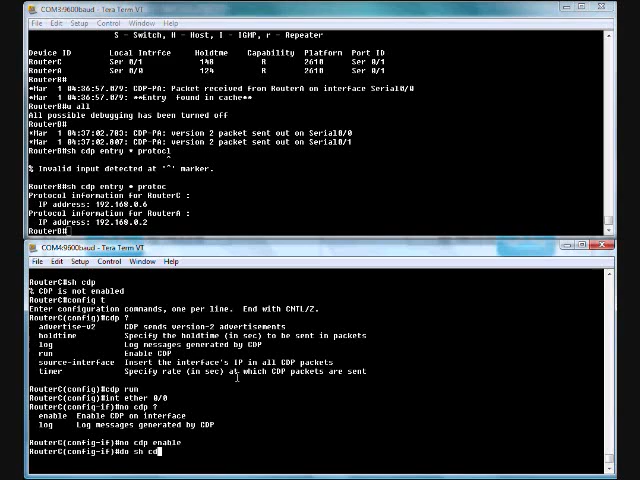 COM3:9600baud - Tera Term VT
File Edit Setup Control Window Help
S - Switch, H - Host, I - IGMP, r - Repeater
Device ID Local Intrfce Holdtme Capability Platform Port ID
RouterC Ser 0/1 148 R 2610 Ser 0/1
RouterA Ser 0/0 124 R 2610 Ser 0/0
RouterB#
*Mar 1 04:36:57.079: CDP-PA: Packet received from RouterA on interface Serial0/0
*Mar 1 04:36:57.079: **Entry found in cache**
RouterB#u all
All possible debugging has been turned off
RouterB#
*Mar 1 04:37:02.783: CDP-PA: version 2 packet sent out on Serial0/0
*Mar 1 04:37:02.807: CDP-PA: version 2 packet sent out on Serial0/1
RouterB#sh cdp entry * protocl
^
% Invalid input detected at '^' marker.
RouterB#sh cdp entry * protoc
Protocol information for RouterC :
IP address: 192.168.0.6
Protocol information for RouterA :
IP address: 192.168.0.2
RouterB#
COM4:9600baud - Tera Term VT
File Edit Setup Control Window Help
RouterC#sh cdp
% CDP is not enabled
RouterC#config t
Enter configuration commands, one per line. End with CNTL/Z.
RouterC(config)#cdp ?
advertise-v2 CDP sends version-2 advertisements
holdtime Specify the holdtime (in sec) to be sent in packets
log Log messages generated by CDP
run Enable CDP
source-interface Insert the interface's IP in all CDP packets
timer Specify rate (in sec) at which CDP packets are sent
RouterC(config)#cdp run
RouterC(config)#int ether 0/0
RouterC(config-if)#no cdp ?
enable Enable CDP on interface
log Log messages generated by CDP
RouterC(config-if)#no cdp enable
RouterC(config-if)#do sh cd